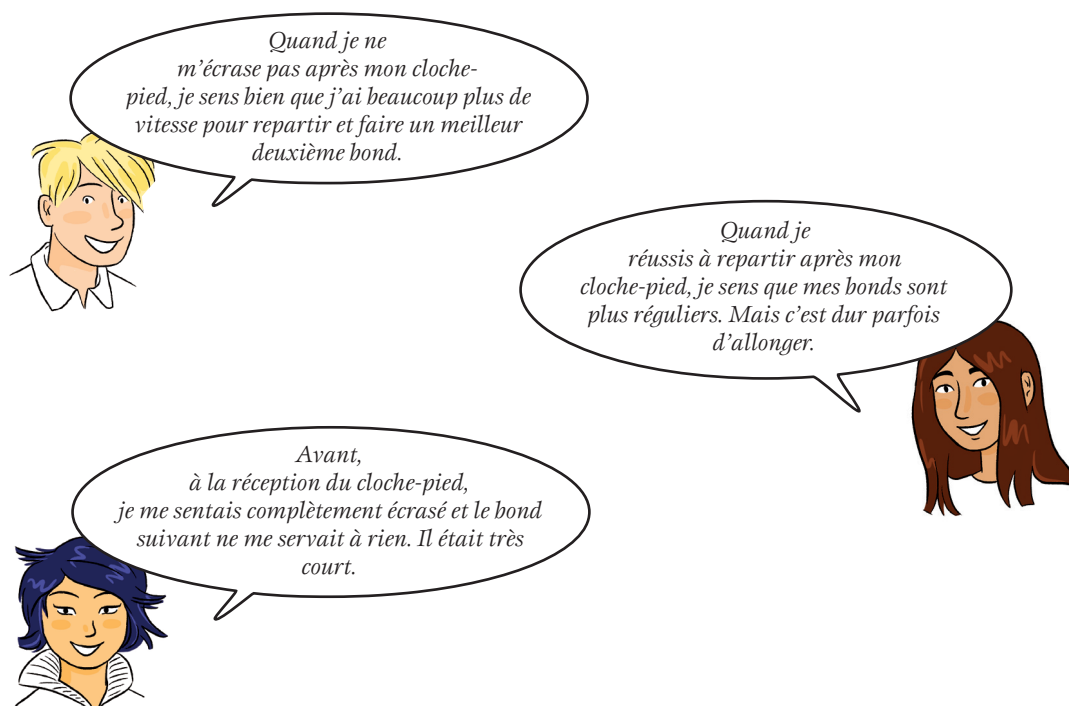 Quand je ne
m’écrase pas après mon cloche-
pied, je sens bien que j’ai beaucoup plus de
vitesse pour repartir et faire un meilleur
deuxième bond.
Quand je
réussis à repartir après mon
cloche-pied, je sens que mes bonds sont
plus réguliers. Mais c’est dur parfois
d’allonger.
Avant,
à la réception du cloche-pied,
je me sentais complètement écrasé et le bond
suivant ne me servait à rien. Il était très
court.